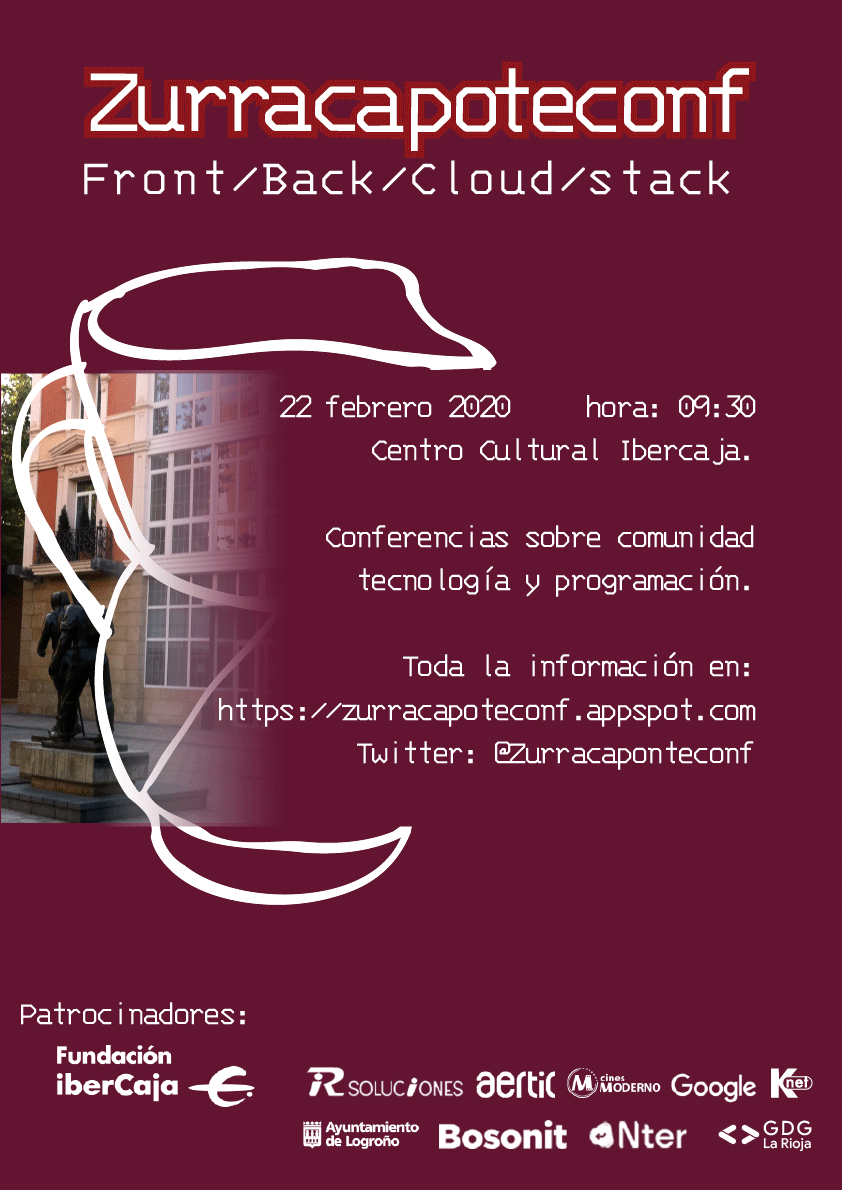 Zurracapoteconf
Front/Back/Cloud/stack
22 febrero 2020 hora: 09:30
Centro Cultural Ibercaja.
Conferencias sobre comunidad
tecnología y programación.
Toda la información en:
https://zurracapoteconf.appspot.com
Twitter: @Zurracaponteconf
Patrocinadores:
Fundación
iberCaja
iR SOLUCiONES
aertic
M cines MODERNO
Google
Knet
Ayuntamiento
de Logroño
Bosonit
Nter
GDG
La Rioja